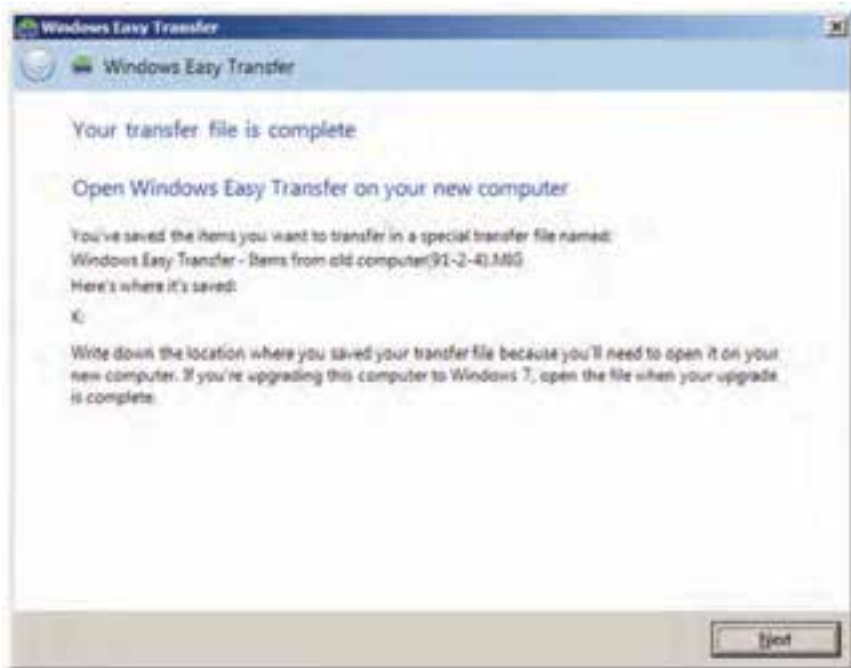 Windows Easy Transfer
Windows Easy Transfer
Your transfer file is complete
Open Windows Easy Transfer on your new computer
You've saved the items you want to transfer in a special transfer file named:
Windows Easy Transfer - Items from old computer(91-2-4).MIG
Here's where it's saved:
K:
Write down the location where you saved your transfer file because you'll need to open it on your
new computer. If you're upgrading this computer to Windows 7, open the file when your upgrade
is complete.
Next